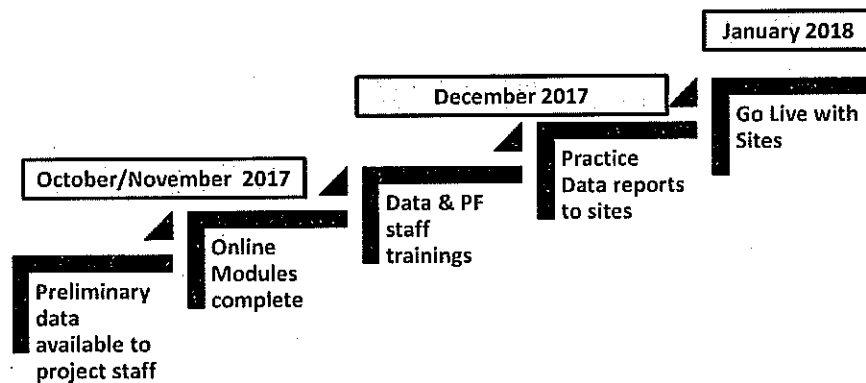 January 2018
December 2017
Go Live with
Sites
October/November 2017
Practice
Data reports
to sites
Data & PF
staff
trainings
Online
Modules
complete
Preliminary
data
available to
project staff